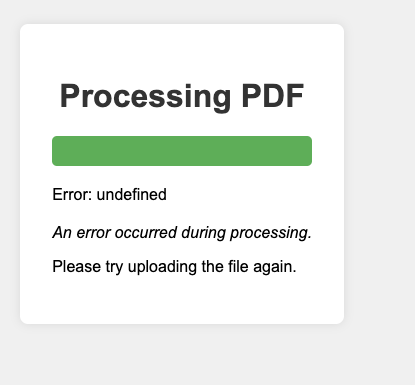 Processing PDF
Error: undefined
An error occurred during processing.
Please try uploading the file again.